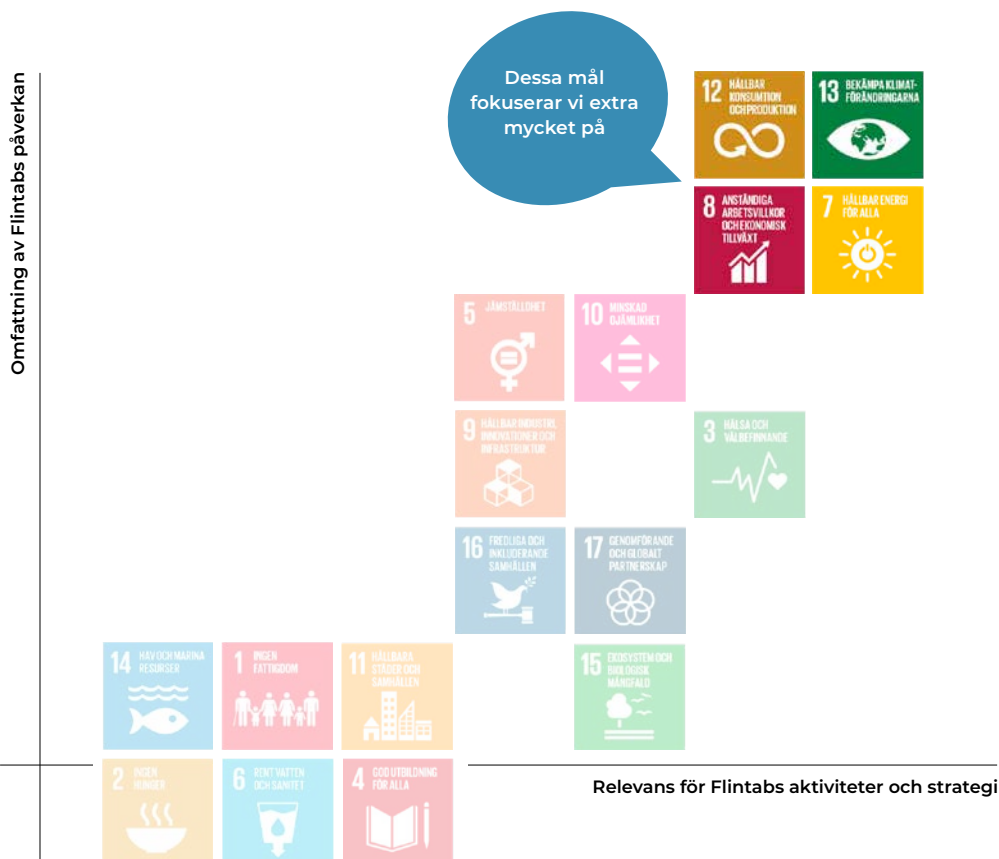 Omfattning av Flintabs påverkan
Dessa mål
fokuserar vi extra
mycket på
12 HÅLLBAR
KONSUMTION
OCH PRODUKTION
13 BEKÄMPA KLIMAT-
FÖRÄNDRINGARNA
8 ANSTÄNDIGA
ARBETSVILLKOR
OCH EKONOMISK
TILLVÄXT
7 HÅLLBAR ENERGI
FÖR ALLA
5 JÄMSTÄLLDHET
10 MINSKAD
OJÄMLIKHET
9 HÅLLBAR INDUSTRI,
INNOVATIONER OCH
INFRASTRUKTUR
3 HÄLSA OCH
VÄLBEFINNANDE
16 FREDLIGA OCH
INKLUDERANDE
SAMHÄLLEN
17 GENOMFÖRANDE
OCH GLOBALT
PARTNERSKAP
14 HAV OCH MARINA
RESURSER
1 INGEN
FATTIGDOM
11 HÅLLBARA
STÄDER OCH
SAMHÄLLEN
15 EKOSYSTEM OCH
BIOLOGISK
MÅNGFALD
2 INGEN
HUNGER
6 RENT VATTEN
OCH SANITET
4 GOD UTBILDNING
FÖR ALLA
Relevans för Flintabs aktiviteter och strategi